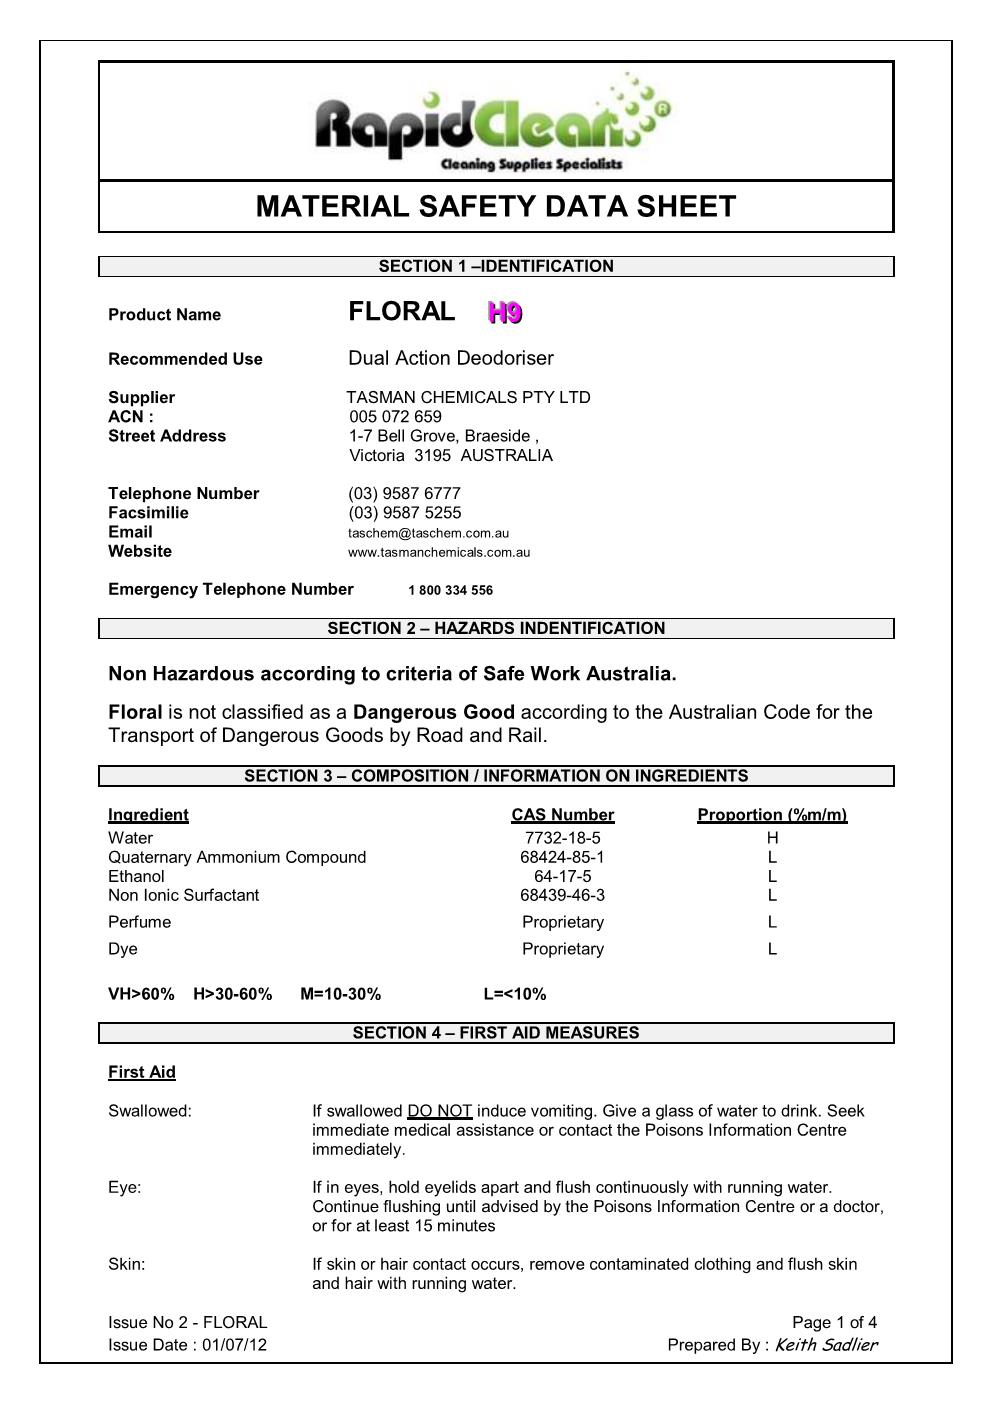 RapidClean®
Cleaning Supplies Specialists
MATERIAL SAFETY DATA SHEET
SECTION 1 –IDENTIFICATION
Product Name FLORAL H9
Recommended Use Dual Action Deodoriser
Supplier TASMAN CHEMICALS PTY LTD
ACN : 005 072 659
Street Address 1-7 Bell Grove, Braeside ,
Victoria 3195 AUSTRALIA
Telephone Number (03) 9587 6777
Facsimilie (03) 9587 5255
Email taschem@taschem.com.au
Website www.tasmanchemicals.com.au
Emergency Telephone Number 1 800 334 556
SECTION 2 – HAZARDS INDENTIFICATION
Non Hazardous according to criteria of Safe Work Australia.
Floral is not classified as a Dangerous Good according to the Australian Code for the
Transport of Dangerous Goods by Road and Rail.
SECTION 3 – COMPOSITION / INFORMATION ON INGREDIENTS
Ingredient CAS Number Proportion (%m/m)
Water 7732-18-5 H
Quaternary Ammonium Compound 68424-85-1 L
Ethanol 64-17-5 L
Non Ionic Surfactant 68439-46-3 L
Perfume Proprietary L
Dye Proprietary L
VH>60% H>30-60% M=10-30% L=<10%
SECTION 4 – FIRST AID MEASURES
First Aid
Swallowed: If swallowed DO NOT induce vomiting. Give a glass of water to drink. Seek
immediate medical assistance or contact the Poisons Information Centre
immediately.
Eye: If in eyes, hold eyelids apart and flush continuously with running water.
Continue flushing until advised by the Poisons Information Centre or a doctor,
or for at least 15 minutes
Skin: If skin or hair contact occurs, remove contaminated clothing and flush skin
and hair with running water.
Issue No 2 - FLORAL Page 1 of 4
Issue Date : 01/07/12 Prepared By : Keith Sadlier